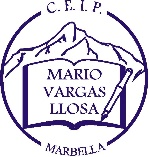 C. E. I. P.
MARIO
VARGAS
LLOSA
MARBELLA